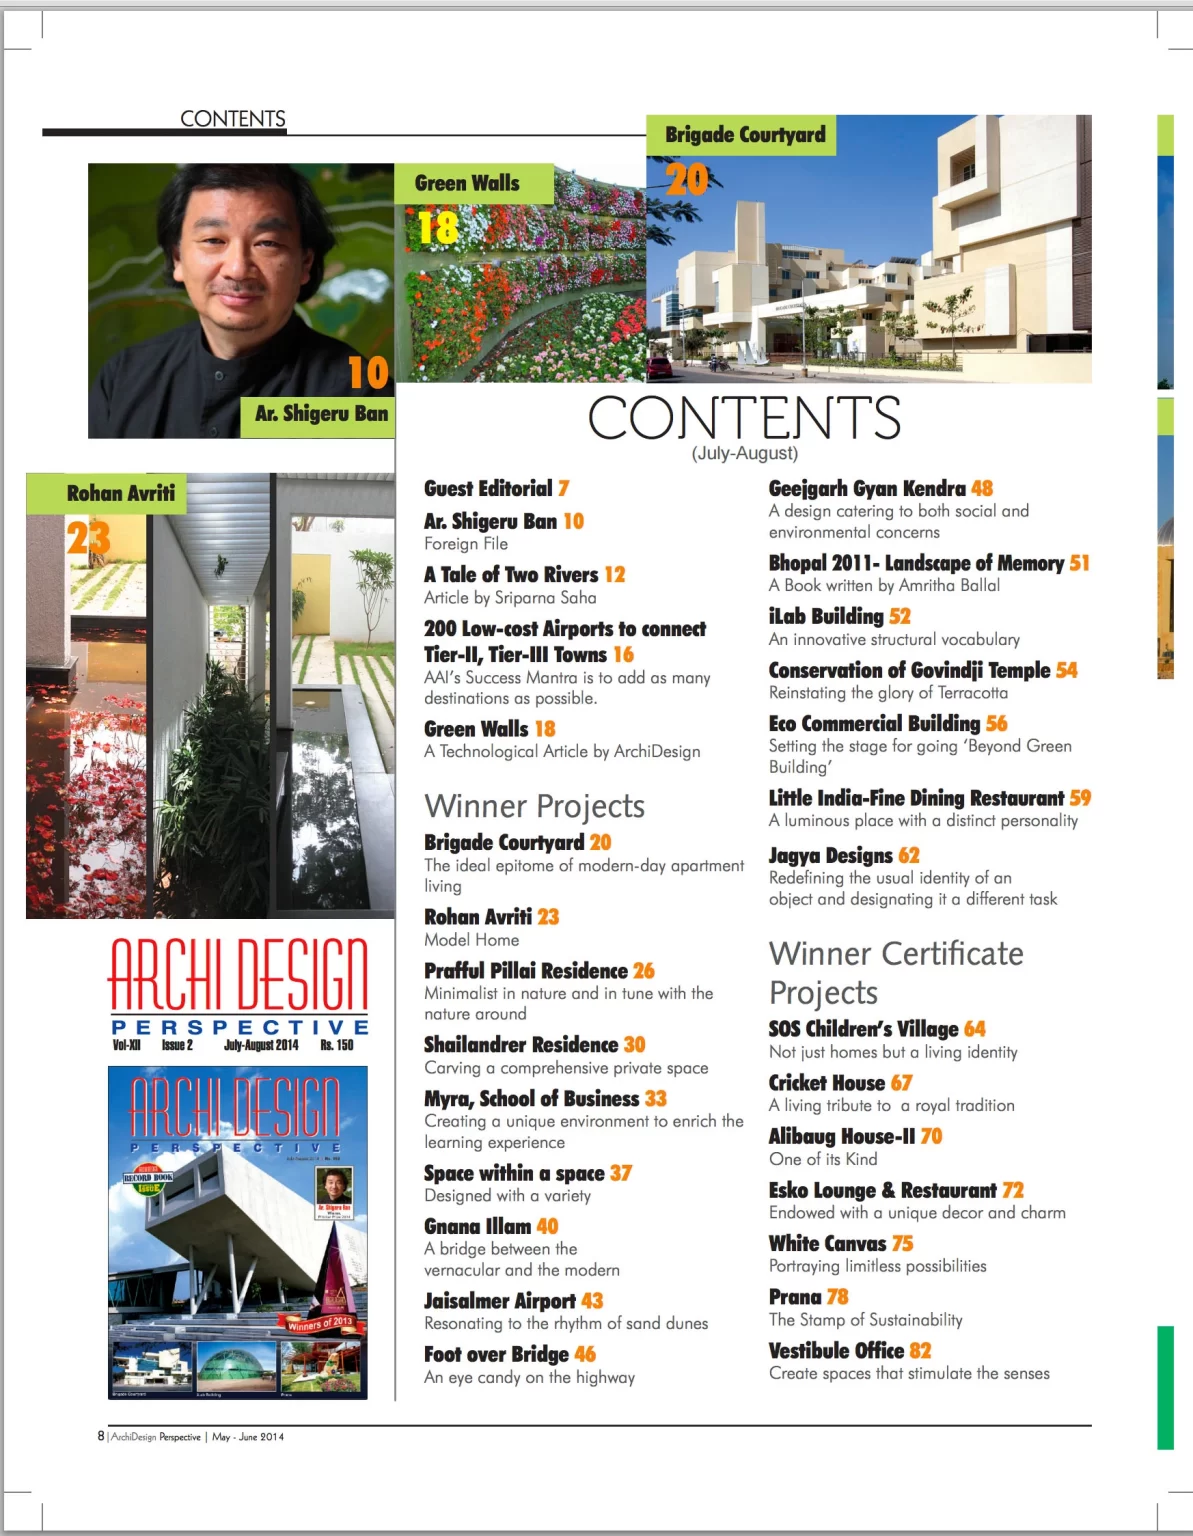 CONTENTS
Brigade Courtyard
20
Green Walls
18
10
Ar. Shigeru Ban
Rohan Avriti
23
CONTENTS
(July-August)
Guest Editorial 7
Ar. Shigeru Ban 10
Foreign File
A Tale of Two Rivers 12
Article by Sriparna Saha
200 Low-cost Airports to connect
Tier-II, Tier-III Towns 16
AAI's Success Mantra is to add as many
destinations as possible.
Green Walls 18
A Technological Article by ArchiDesign
Winner Projects
Brigade Courtyard 20
The ideal epitome of modern-day apartment
living
Rohan Avriti 23
Model Home
Prafful Pillai Residence 26
Minimalist in nature and in tune with the
nature around
Shailandrer Residence 30
Carving a comprehensive private space
Myra, School of Business 33
Creating a unique environment to enrich the
learning experience
Space within a space 37
Designed with a variety
Gnana Illam 40
A bridge between the
vernacular and the modern
Jaisalmer Airport 43
Resonating to the rhythm of sand dunes
Foot over Bridge 46
An eye candy on the highway
Geejgarh Gyan Kendra 48
A design catering to both social and
environmental concerns
Bhopal 2011- Landscape of Memory 51
A Book written by Amritha Ballal
iLab Building 52
An innovative structural vocabulary
Conservation of Govindji Temple 54
Reinstating the glory of Terracotta
Eco Commercial Building 56
Setting the stage for going ‘Beyond Green
Building’
Little India-Fine Dining Restaurant 59
A luminous place with a distinct personality
Jagya Designs 62
Redefining the usual identity of an
object and designating it a different task
Winner Certificate
Projects
SOS Children's Village 64
Not just homes but a living identity
Cricket House 67
A living tribute to a royal tradition
Alibaug House-II 70
One of its Kind
Esko Lounge & Restaurant 72
Endowed with a unique decor and charm
White Canvas 75
Portraying limitless possibilities
Prana 78
The Stamp of Sustainability
Vestibule Office 82
Create spaces that stimulate the senses
ARCHI DESIGN
PERSPECTIVE
Vol-XII Issue 2 July-August 2014 Rs. 150
ARCHI DESIGN
PERSPECTIVE
RECORD BOOK
ISSUE
Ar. Shigeru Ban
Winners of 2013
Brigade Courtyard
iLab Building
8 | ArchiDesign Perspective | May - June 2014